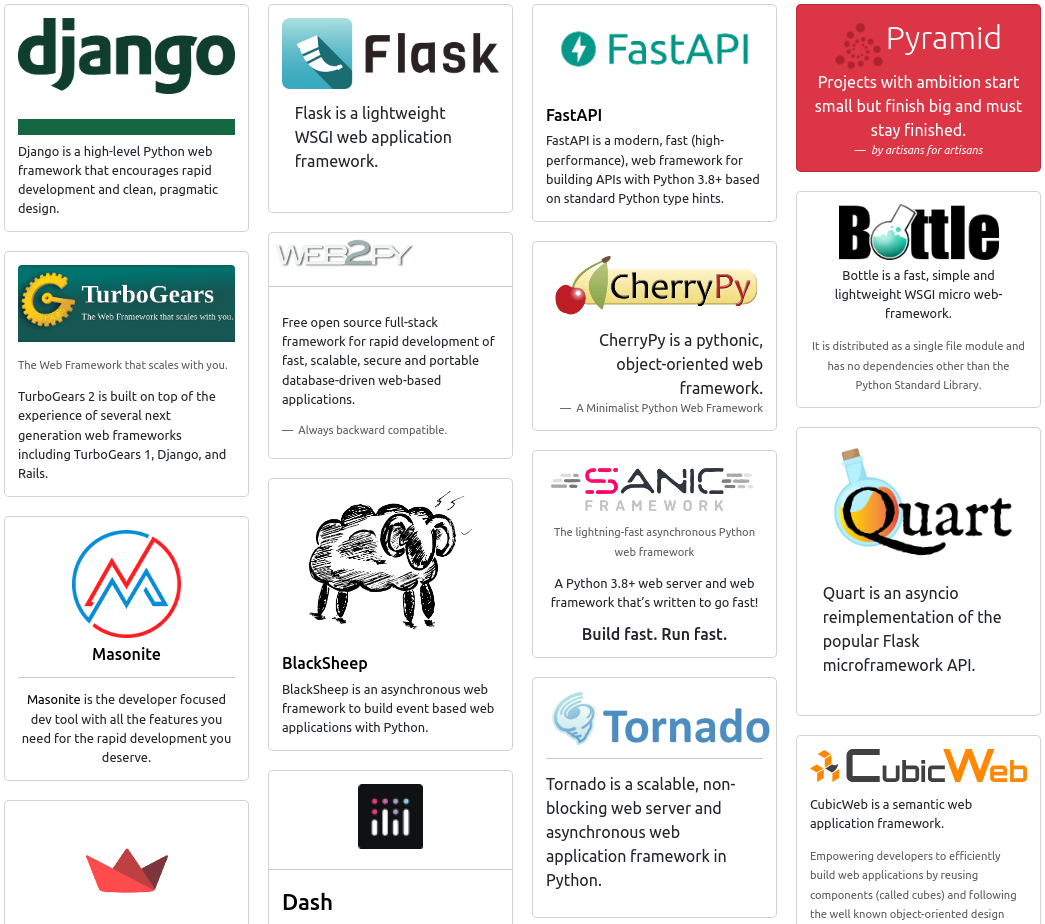 django
Django is a high-level Python web
framework that encourages rapid
development and clean, pragmatic
design.
TurboGears
The Web Framework that scales with you.
The Web Framework that scales with you.
TurboGears 2 is built on top of the
experience of several next
generation web frameworks
including TurboGears 1, Django, and
Rails.
Masonite
Masonite is the developer focused
dev tool with all the features you
need for the rapid development you
deserve.
Flask
Flask is a lightweight
WSGI web application
framework.
WEB2PY
Free open source full-stack
framework for rapid development of
fast, scalable, secure and portable
database-driven web-based
applications.
— Always backward compatible.
BlackSheep
BlackSheep is an asynchronous web
framework to build event based web
applications with Python.
Dash
FastAPI
FastAPI
FastAPI is a modern, fast (high-
performance), web framework for
building APIs with Python 3.8+ based
on standard Python type hints.
CherryPy
CherryPy is a pythonic,
object-oriented web
framework.
— A Minimalist Python Web Framework
SANIC
FRAMEWORK
The lightning-fast asynchronous Python
web framework
A Python 3.8+ web server and web
framework that’s written to go fast!
Build fast. Run fast.
Tornado
Tornado is a scalable, non-
blocking web server and
asynchronous web
application framework in
Python.
Pyramid
Projects with ambition start
small but finish big and must
stay finished.
— by artisans for artisans
Bottle
Bottle is a fast, simple and
lightweight WSGI micro web-
framework.
It is distributed as a single file module and
has no dependencies other than the
Python Standard Library.
Quart
Quart is an asyncio
reimplementation of the
popular Flask
microframework API.
CubicWeb
CubicWeb is a semantic web
application framework.
Empowering developers to efficiently
build web applications by reusing
components (called cubes) and following
the well known object-oriented design